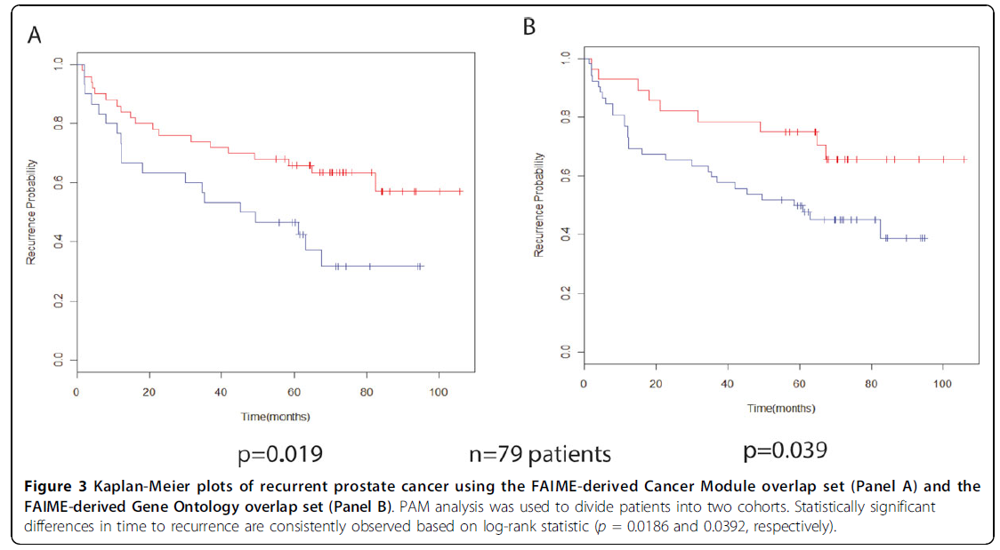 A
B
1.0
0.8
0.6
0.4
0.2
0.0
Recurrence Probability
0 20 40 60 80 100
Time(months)
1.0
0.8
0.6
0.4
0.2
0.0
Recurrence Probability
0 20 40 60 80 100
Time(months)
p=0.019 n=79 patients p=0.039
Figure 3 Kaplan-Meier plots of recurrent prostate cancer using the FAIME-derived Cancer Module overlap set (Panel A) and the
FAIME-derived Gene Ontology overlap set (Panel B). PAM analysis was used to divide patients into two cohorts. Statistically significant
differences in time to recurrence are consistently observed based on log-rank statistic (p = 0.0186 and 0.0392, respectively).